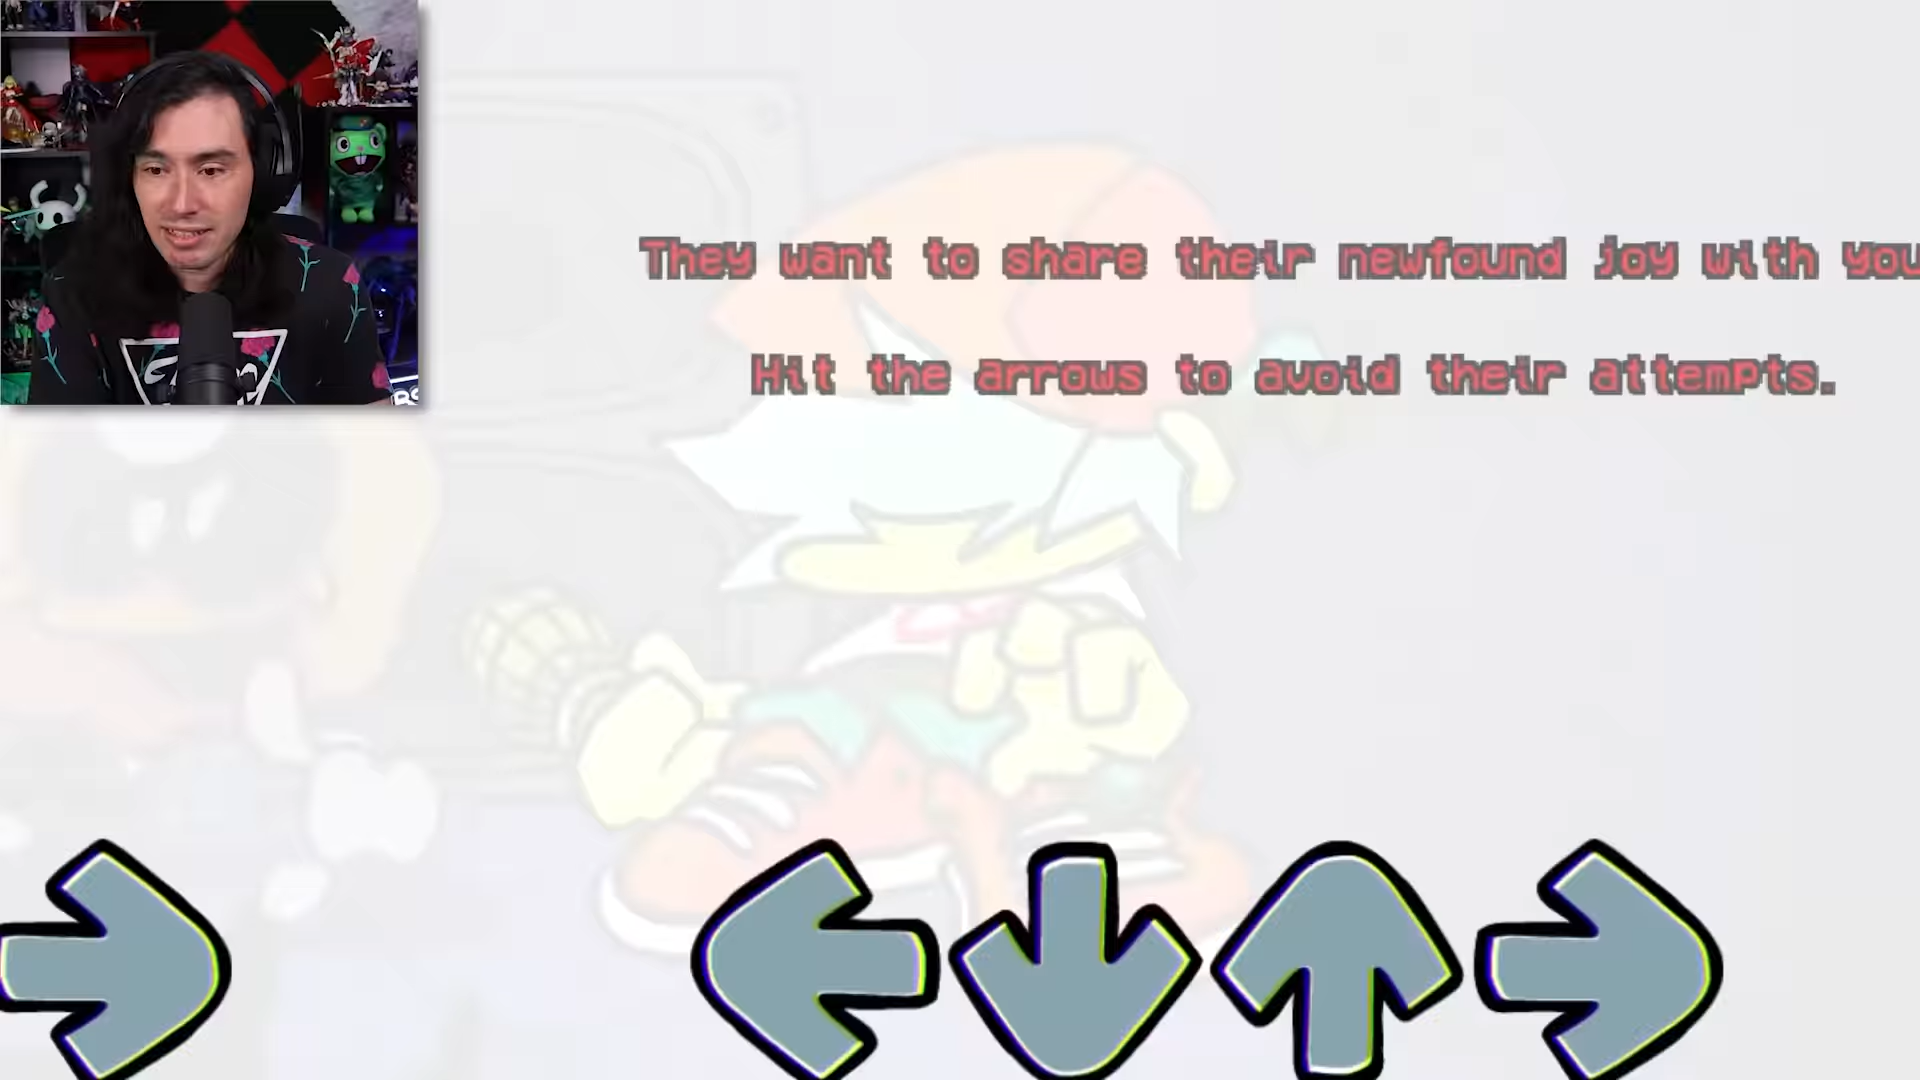 They want to share their newfound joy with you
Hit the arrows to avoid their attempts.